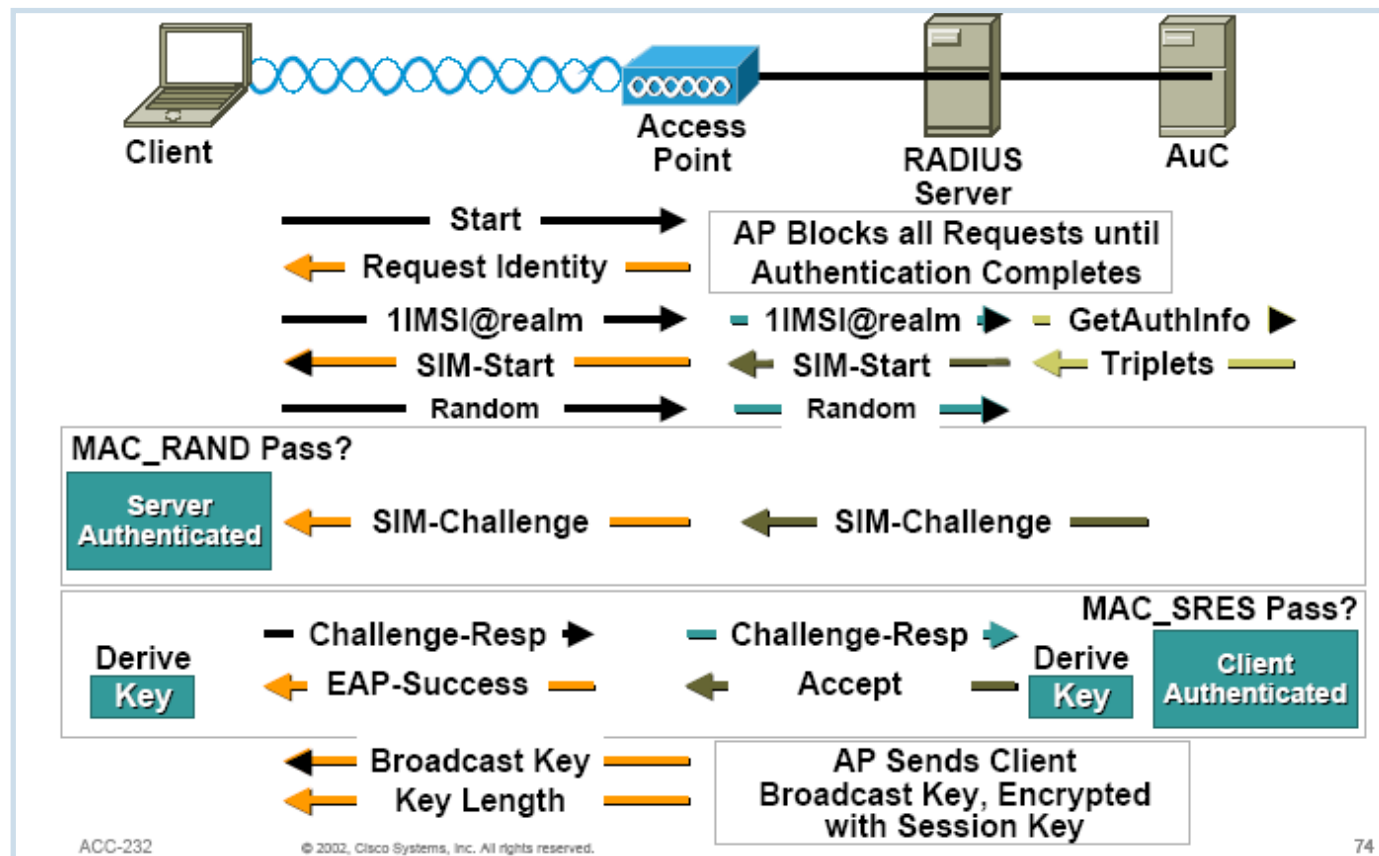 Client
Access
Point
RADIUS
Server
AuC
Start
Request Identity
AP Blocks all Requests until
Authentication Completes
1IMSI@realm
1IMSI@realm
GetAuthInfo
SIM-Start
SIM-Start
Triplets
Random
Random
MAC_RAND Pass?
Server
Authenticated
SIM-Challenge
SIM-Challenge
MAC_SRES Pass?
Challenge-Resp
Challenge-Resp
Derive
Key
EAP-Success
Accept
Derive
Key
Client
Authenticated
Broadcast Key
Key Length
AP Sends Client
Broadcast Key, Encrypted
with Session Key
ACC-232
© 2002, Cisco Systems, Inc. All rights reserved.
74